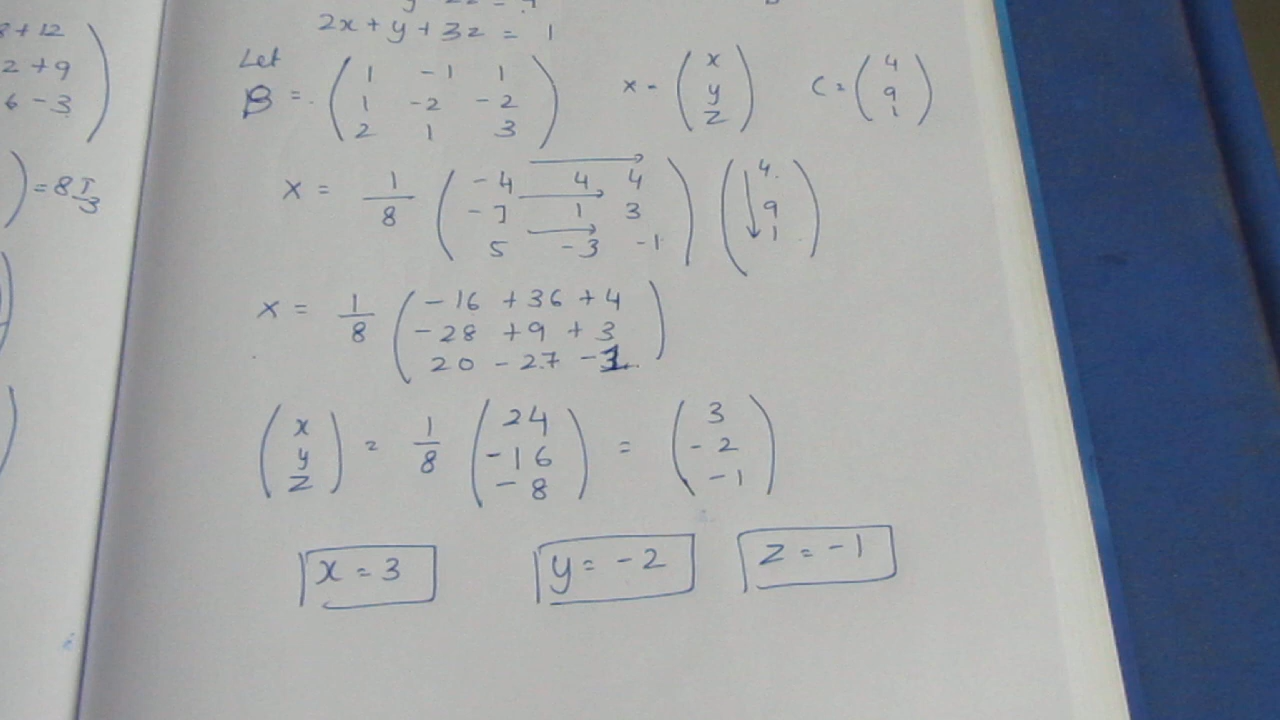 8 + 12
2 + 9
6 - 3
) = 8 I/3
2x + y + 3z = 1
Let
B = ( 1 -1 1
1 -2 -2
2 1 3 )
x = ( x
y
z )
C = ( 4
9
1 )
X = 1/8 ( -4 4 4
-7 1 3
5 -3 -1 ) ( 4
9
1 )
X = 1/8 ( -16 + 36 + 4
-28 + 9 + 3
20 - 27 - 1 )
( x
y
z ) = 1/8 ( 24
-16
-8 ) = ( 3
-2
-1 )
x = 3 y = -2 z = -1